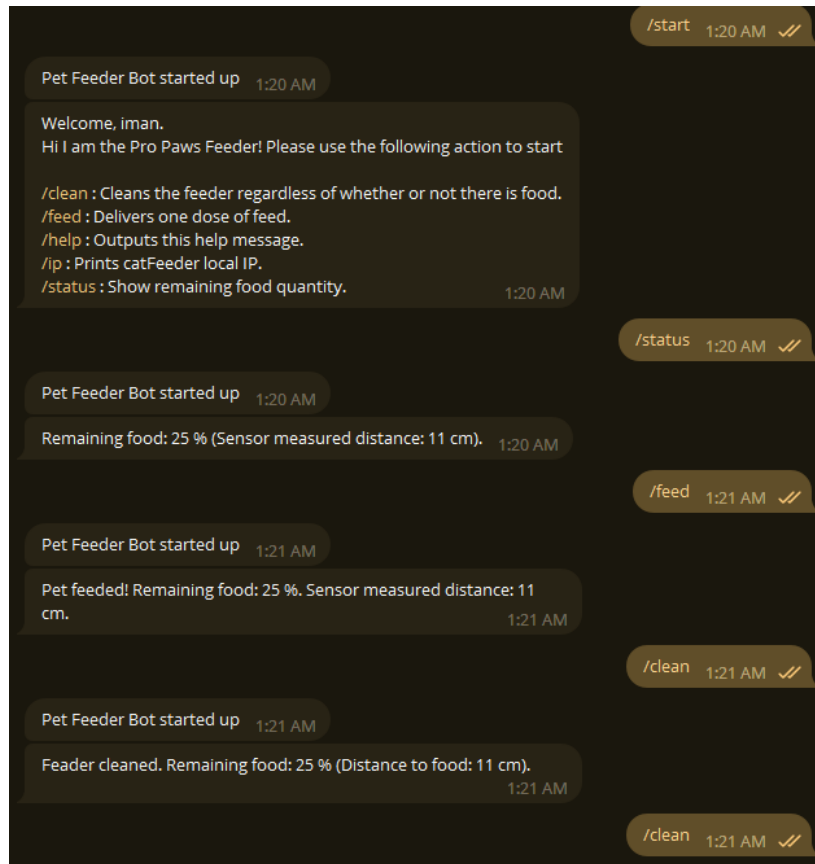 /start 1:20 AM
Pet Feeder Bot started up 1:20 AM
Welcome, iman.
Hi I am the Pro Paws Feeder! Please use the following action to start
/clean : Cleans the feeder regardless of whether or not there is food.
/feed : Delivers one dose of feed.
/help : Outputs this help message.
/ip : Prints catFeeder local IP.
/status : Show remaining food quantity. 1:20 AM
/status 1:20 AM
Pet Feeder Bot started up 1:20 AM
Remaining food: 25 % (Sensor measured distance: 11 cm). 1:20 AM
/feed 1:21 AM
Pet Feeder Bot started up 1:21 AM
Pet feeded! Remaining food: 25 %. Sensor measured distance: 11
cm. 1:21 AM
/clean 1:21 AM
Pet Feeder Bot started up 1:21 AM
Feader cleaned. Remaining food: 25 % (Distance to food: 11 cm).
1:21 AM
/clean 1:21 AM